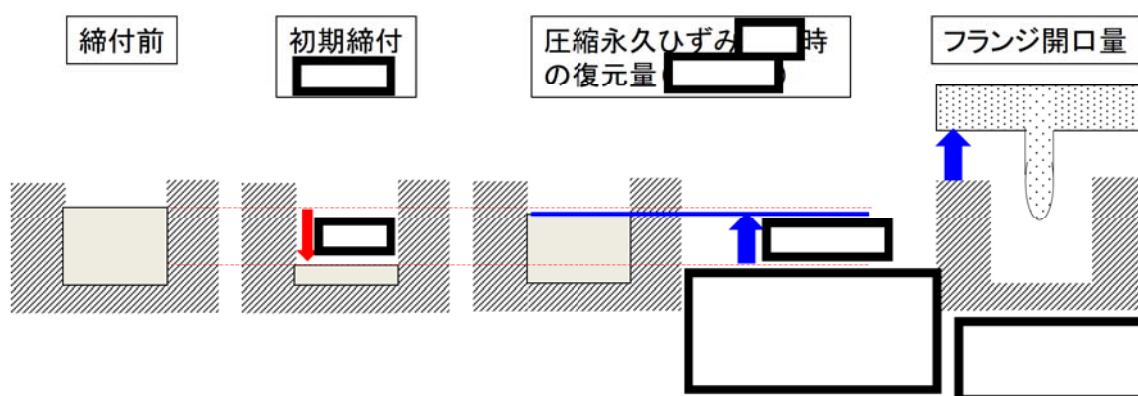 締付前
初期締付
圧縮永久ひずみ 時
の復元量( )
フランジ開口量